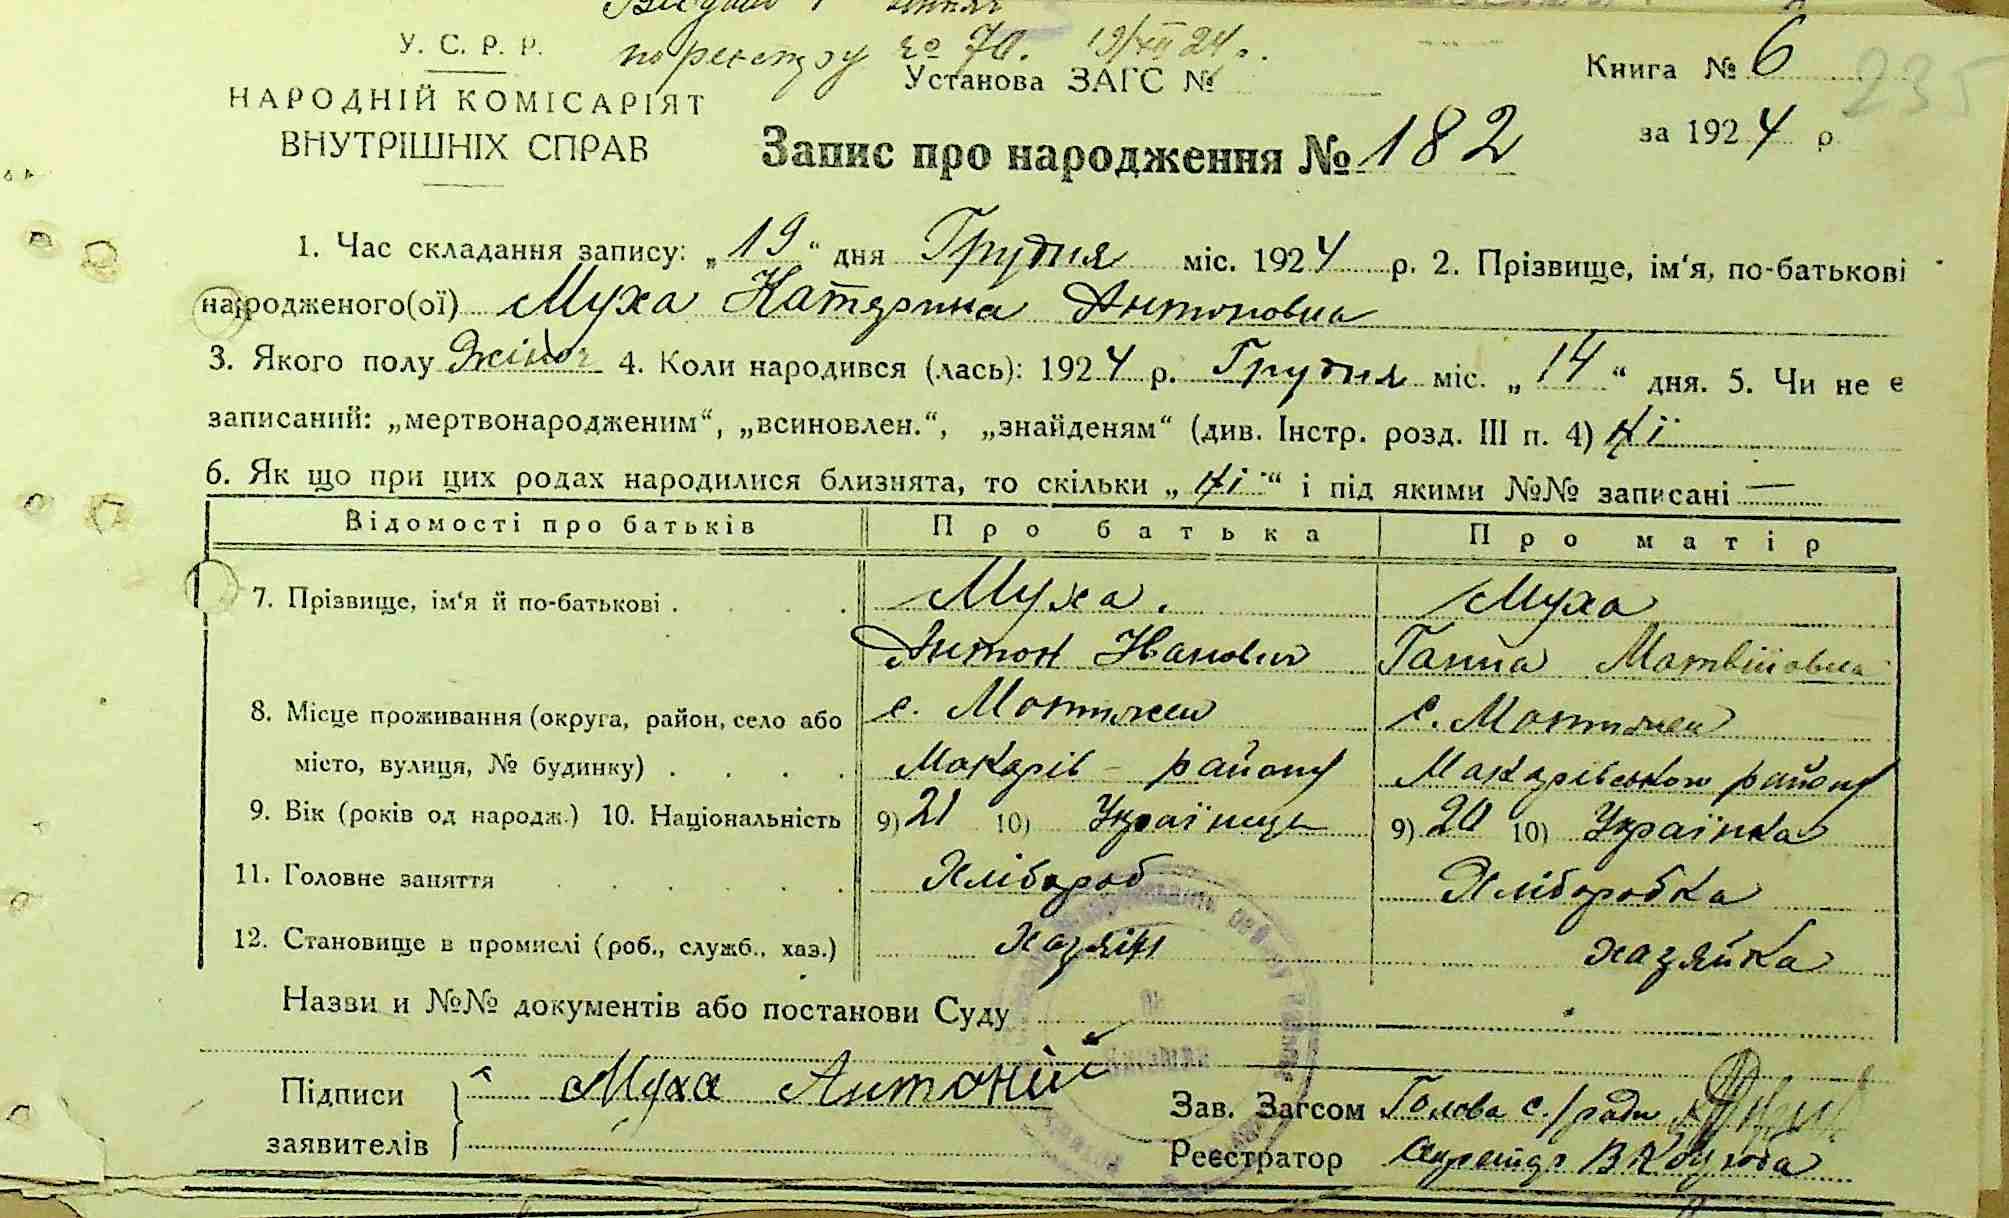 по реєстру № 70. 19/XII 24 р.
У. С. Р. Р.
НАРОДНІЙ КОМІСАРІЯТ
ВНУТРІШНІХ СПРАВ
Установа ЗАГС №
Книга № 6
235
за 1924 р.
Запис про народження № 182
1. Час складання запису: „19“ дня Грудня міс. 1924 р. 2. Прізвище, ім‘я, по-батькові
народженого(ої) Муха Катерина Антоновна
3. Якого полу Жіноч 4. Коли народився (лась): 1924 р. Грудня міс. „14“ дня. 5. Чи не є
записаний: „мертвонародженим“, „всиновлен.“, „знайденям“ (див. Інстр. розд. III п. 4) Ні
6. Як що при цих родах народилися близнята, то скільки „Ні“ і під якими №№ записані —
Відомості про батьків Про батька Про матір
7. Прізвище, ім‘я й по-батькові . Муха. Муха
Антон Іванович Ганна Матвійовна
8. Місце проживання (округа, район, село або с. Мотижен с. Мотижен
місто, вулиця, № будинку) Макарів - району Макарівського району
9. Вік (років од народж.) 10. Національність 9) 21 10) Українець 9) 20 10) Українка
11. Головне заняття Хлібороб Хліборобка
12. Становище в промислі (роб., служб., хаз.) хазяїн хазяйка
Назви и №№ документів або постанови Суду
Підписи Муха Антоній
заявителів
Зав. Загсом Голова с./ради
Реєстратор Секретар